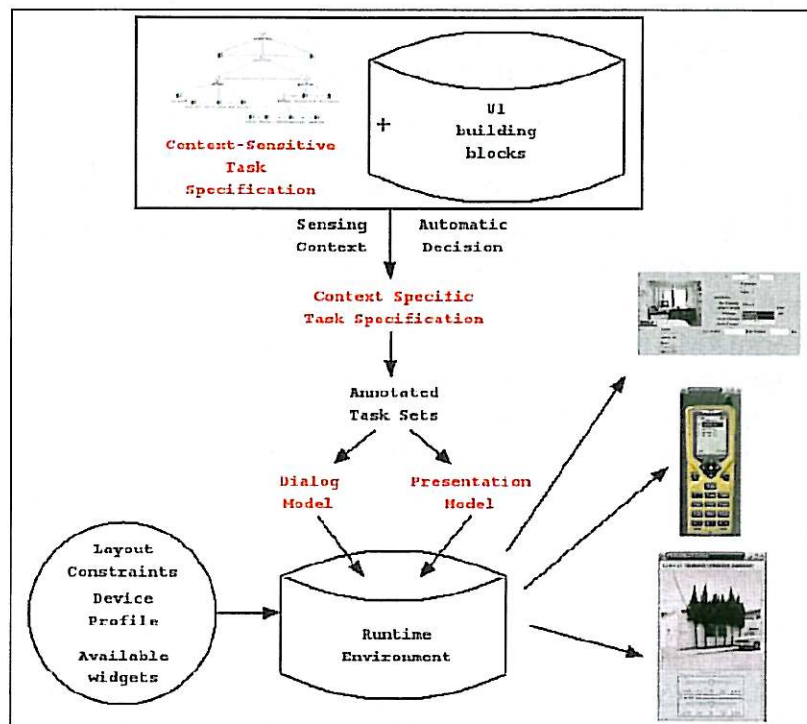 Context-Sensitive
Task
Specification
+
UI
building
blocks
Sensing
Context
Automatic
Decision
Context Specific
Task Specification
Annotated
Task Sets
Dialog
Model
Presentation
Model
Layout
Constraints
Device
Profile
Available
widgets
Runtime
Environment